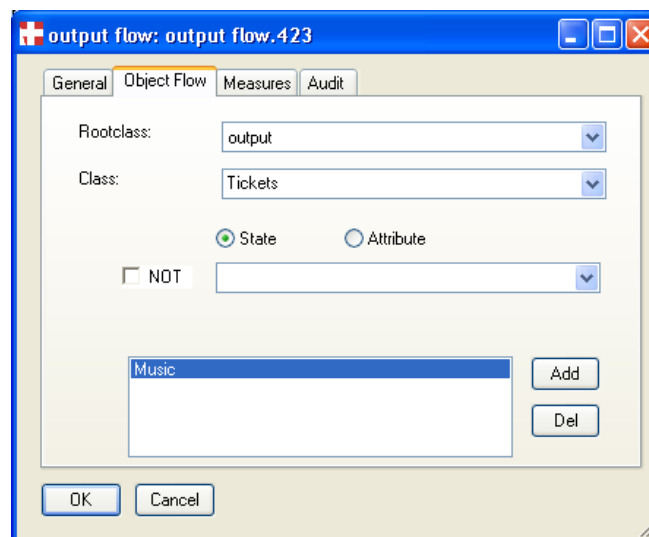 output flow: output flow.423
General Object Flow Measures Audit
Rootclass: output
Class: Tickets
State Attribute
NOT
Music
Add
Del
OK Cancel